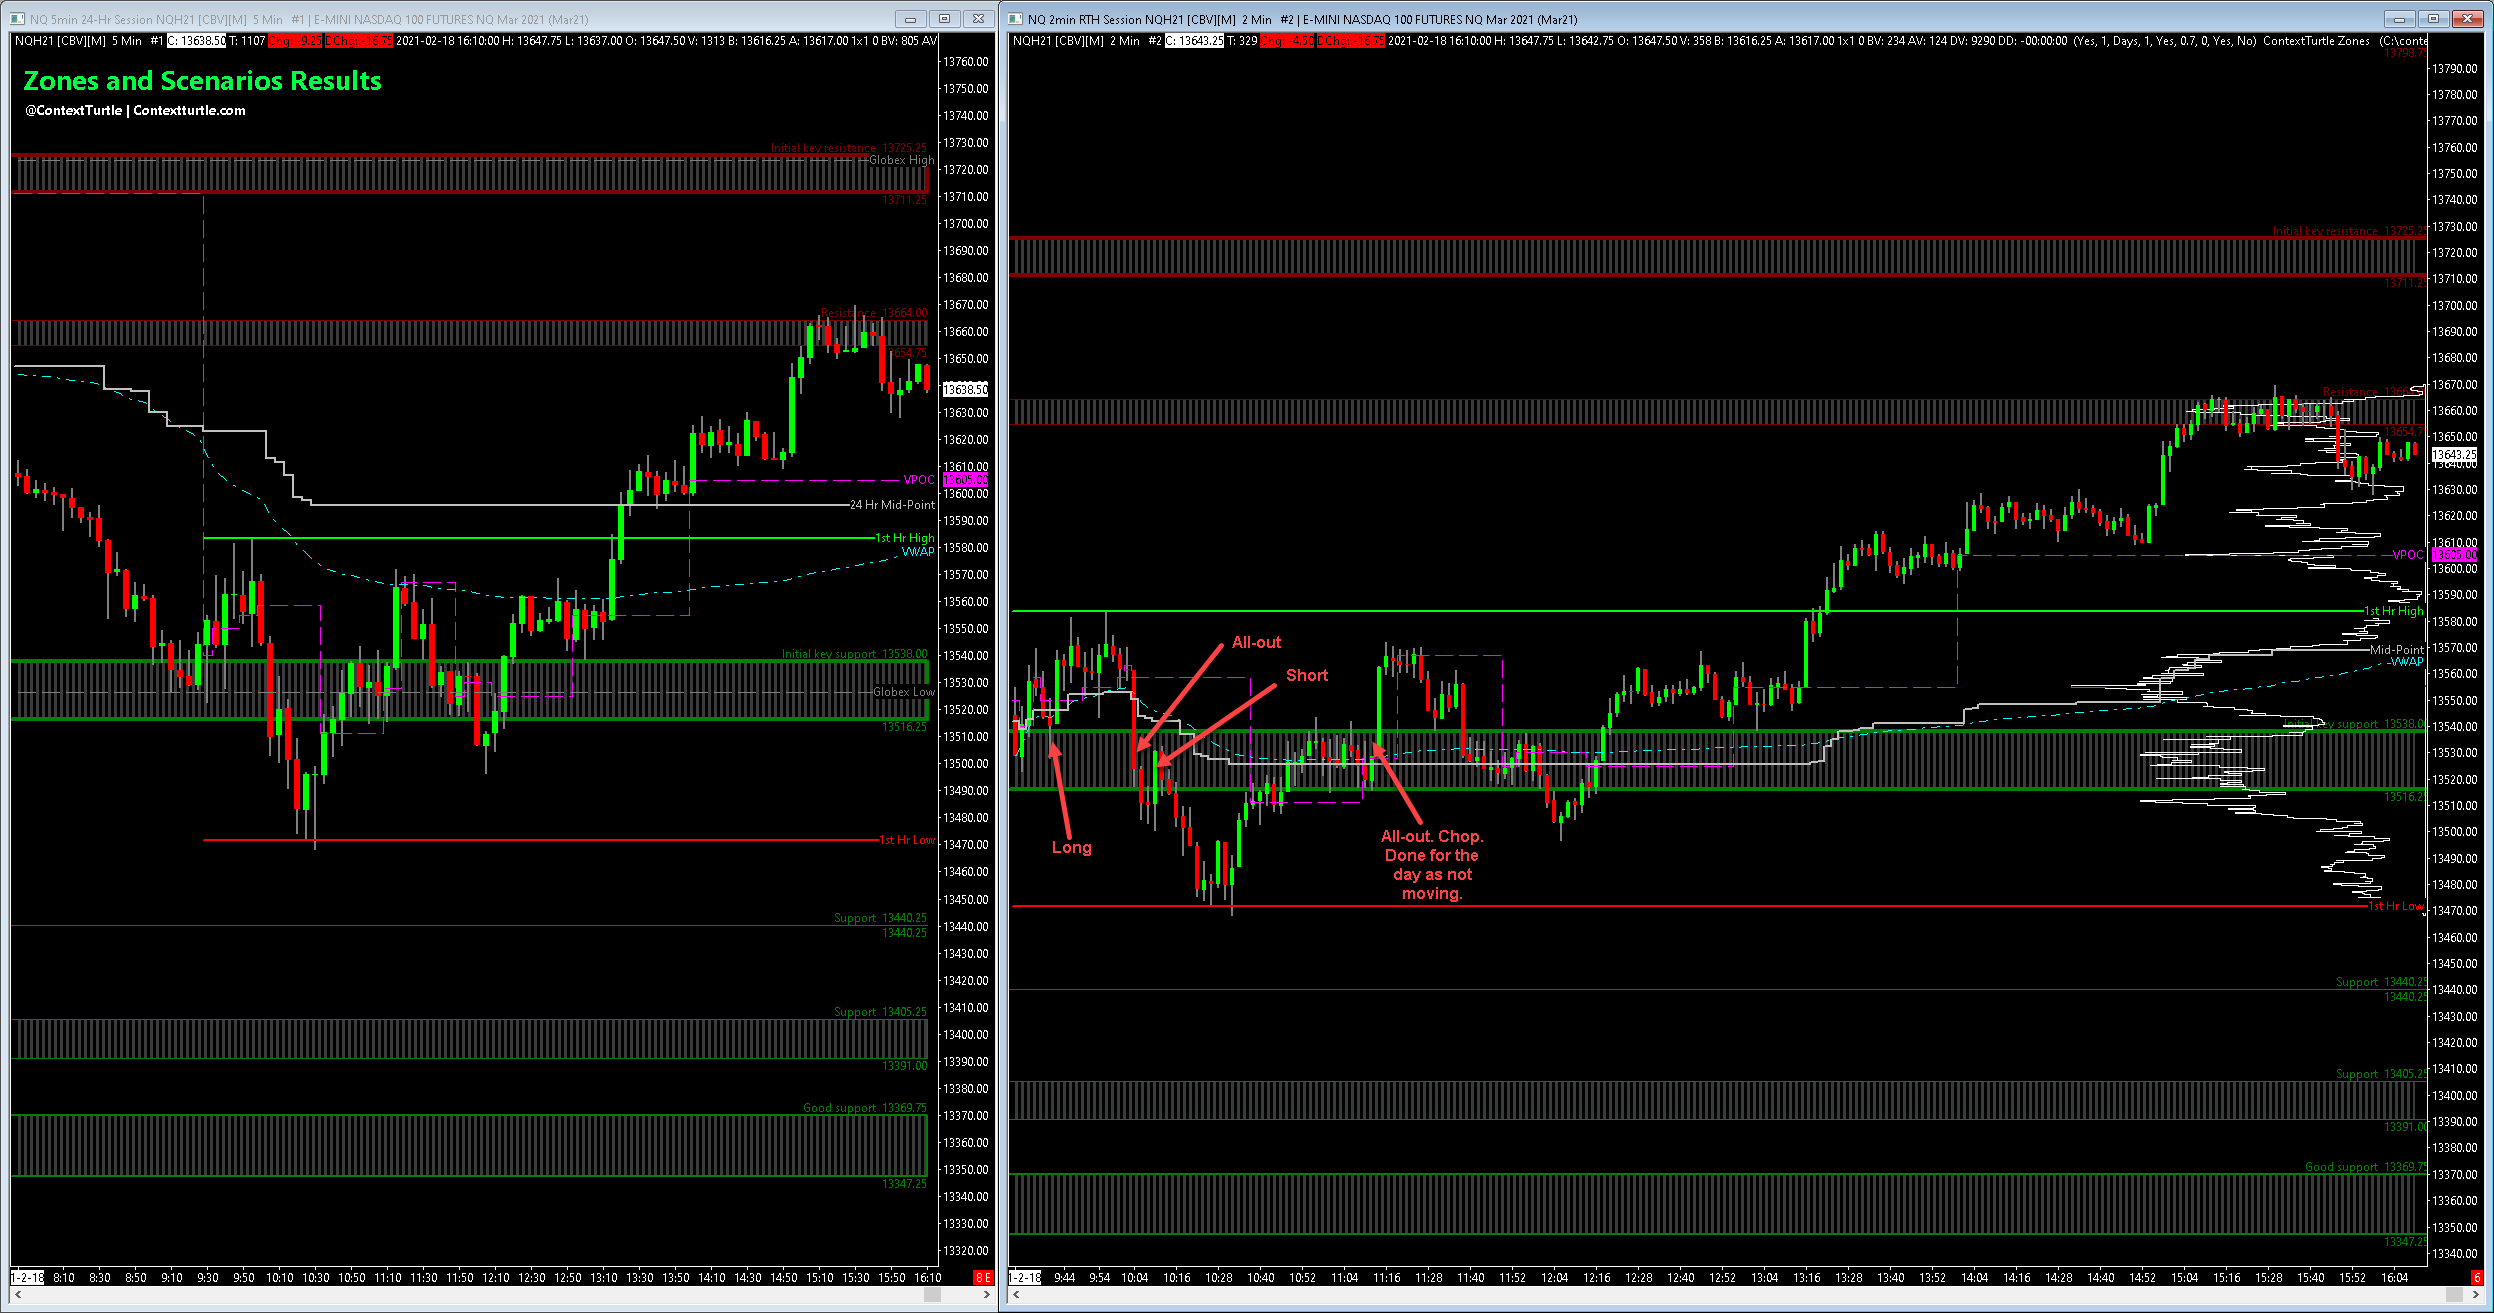 NQ 5min 24-Hr Session NQH21 [CBV][M]  5 Min  #1 | E-MINI NASDAQ 100 FUTURES NQ Mar 2021 (Mar21)
NQH21 [CBV][M]  5 Min  #1 C: 13638.50 T: 1107 Chg: -9.25 DChg: -16.75 2021-02-18 16:10:00 H: 13647.75 L: 13637.00 O: 13647.50 V: 1313 B: 13616.25 A: 13617.00 1x1 0 BV: 805 AV
Zones and Scenarios Results
@ContextTurtle | Contextturtle.com
Initial key resistance  13725.25
Globex High
13711.25
Resistance  13664.00
13654.75
VPOC
24 Hr Mid-Point
1st Hr High
VWAP
Initial key support  13538.00
Globex Low
13516.25
1st Hr Low
Support  13440.25
13440.25
Support  13405.25
13391.00
Good support  13369.75
13347.25
13760.00
13750.00
13740.00
13730.00
13720.00
13710.00
13700.00
13690.00
13680.00
13670.00
13660.00
13650.00
13638.50
13630.00
13620.00
13610.00
13605.00
13600.00
13590.00
13580.00
13570.00
13560.00
13550.00
13540.00
13530.00
13520.00
13510.00
13500.00
13490.00
13480.00
13470.00
13460.00
13450.00
13440.00
13430.00
13420.00
13410.00
13400.00
13390.00
13380.00
13370.00
13360.00
13350.00
13340.00
13330.00
13320.00
1-2-18 8:10 8:30 8:50 9:10 9:30 9:50 10:10 10:30 10:50 11:10 11:30 11:50 12:10 12:30 12:50 13:10 13:30 13:50 14:10 14:30 14:50 15:10 15:30 15:50 16:10 8 E
NQ 2min RTH Session NQH21 [CBV][M]  2 Min  #2 | E-MINI NASDAQ 100 FUTURES NQ Mar 2021 (Mar21)
NQH21 [CBV][M]  2 Min  #2 C: 13643.25 T: 329 Chg: -4.50 DChg: -16.75 2021-02-18 16:10:00 H: 13647.75 L: 13642.75 O: 13647.50 V: 358 B: 13616.25 A: 13617.00 1x1 0 BV: 234 AV: 124 DV: 9290 DD: -00:00:00  (Yes, 1, Days, 1, Yes, 0.7, 0, Yes, No)  ContextTurtle Zones  (C:\conte
13798.75
Initial key resistance  13725.25
13711.25
Resistance
13654.75
VPOC
1st Hr High
Mid-Point
VWAP
Initial key support  13538.00
13516.25
1st Hr Low
Support  13440.25
13440.25
Support  13405.25
13391.00
Good support  13369.75
13347.25
All-out
Short
Long
All-out. Chop.
Done for the
day as not
moving.
13790.00
13780.00
13770.00
13760.00
13750.00
13740.00
13730.00
13720.00
13710.00
13700.00
13690.00
13680.00
13670.00
13660.00
13650.00
13643.25
13640.00
13630.00
13620.00
13610.00
13605.00
13600.00
13590.00
13580.00
13570.00
13560.00
13550.00
13540.00
13530.00
13520.00
13510.00
13500.00
13490.00
13480.00
13470.00
13460.00
13450.00
13440.00
13430.00
13420.00
13410.00
13400.00
13390.00
13380.00
13370.00
13360.00
13350.00
13340.00
1-2-18 9:44 9:54 10:04 10:16 10:28 10:40 10:52 11:04 11:16 11:28 11:40 11:52 12:04 12:16 12:28 12:40 12:52 13:04 13:16 13:28 13:40 13:52 14:04 14:16 14:28 14:40 14:52 15:04 15:16 15:28 15:40 15:52 16:04 6